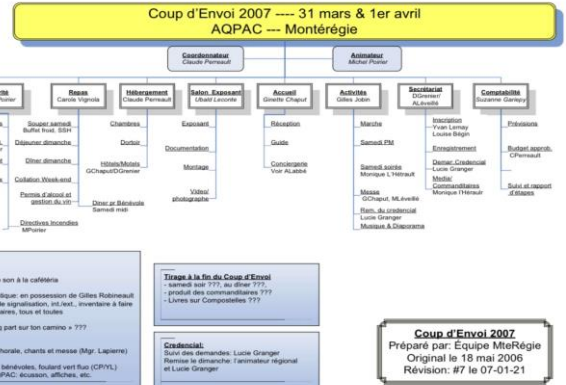 Coup d'Envoi 2007 ---- 31 mars & 1er avril
AQPAC --- Montérégie
Coordonnateur
Claude Perreault
Animateur
Michel Poirier
Repas
Carole Vignola
Hébergement
Claude Perreault
Salon Exposant
Ubald Lecomte
Accueil
Ginette Chaput
Activités
Gilles Jobin
Secrétariat
DGrenier/
ALéveillé
Comptabilité
Suzanne Gariépy
Souper samedi
Buffet froid, SSH
Déjeuner dimanche
Dîner dimanche
Collation Week-end
Permis d'alcool et
gestion du vin
Directives Incendies
MPoirier
Chambres
Dortoir
Hôtels/Motels
GChaput/DGrenier
Dîner pr Bénévole
Samedi midi
Exposant
Documentation
Montage
Vidéo/
photographe
Réception
Guide
Conciergerie
Voir ALabbé
Marche
Samedi PM
Samedi soirée
Monique L'Hérault
Messe
GChaput, MLéveillé
Rem. du credencial
Lucie Granger
Musique & Diaporama
Inscription
Yvan Lemay
Louise Bégin
Enregistrement
Demar. Credencial
Lucie Granger
Media/
Commanditaires
Monique l'Hérault
Prévisions
Budget approb.
CPerreault
Suivi et rapport
d'étapes
son à la cafétéria
tique: en possession de Gilles Robineault
de signalisation, int./ext., inventaire à faire
aires, tous et toutes
part sur ton camino » ???
horale, chants et messe (Mgr. Lapierre)
bénévoles, foulard vert fluo (CP/YL)
PAC: écusson, affiches, etc.
Tirage à la fin du Coup d'Envoi
- samedi soir ???, au dîner ???,
- produit des commanditaires ???
- Livres sur Compostelles ???
Credencial:
Suivi des demandes: Lucie Granger
Remise le dimanche: l'animateur régional
et Lucie Granger
Coup d'Envoi 2007
Préparé par: Équipe MteRégie
Original le 18 mai 2006
Révision: #7 le 07-01-21